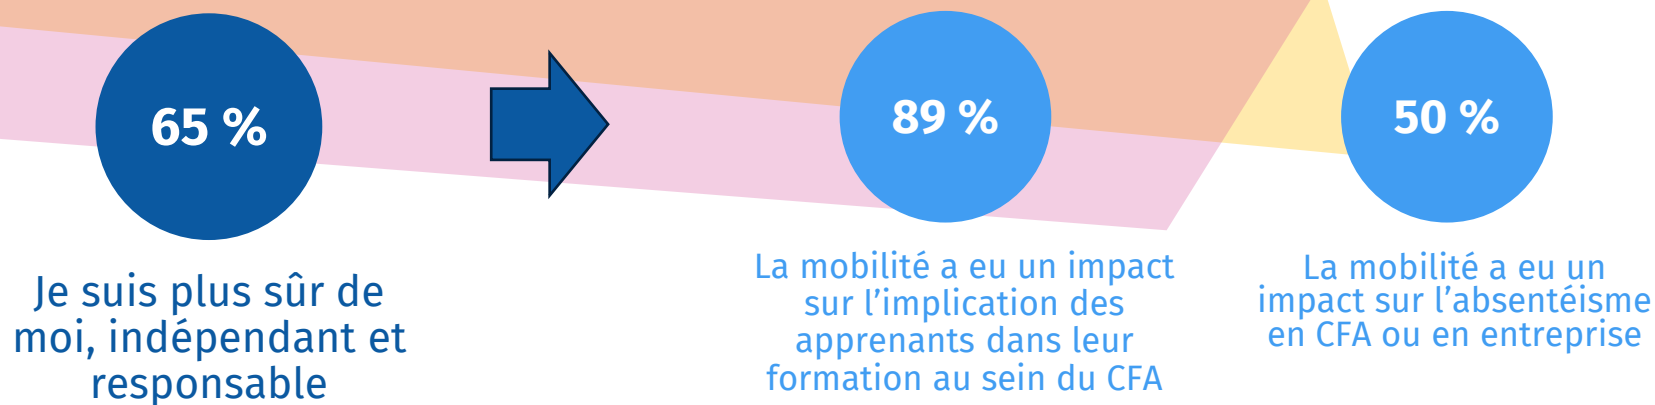 65 %
Je suis plus sûr de
moi, indépendant et
responsable
89 %
La mobilité a eu un impact
sur l’implication des
apprenants dans leur
formation au sein du CFA
50 %
La mobilité a eu un
impact sur l’absentéisme
en CFA ou en entreprise